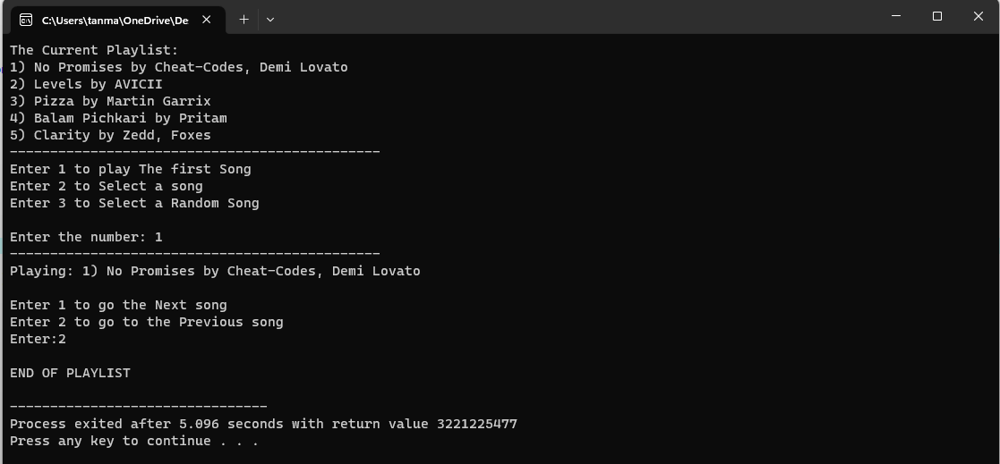 C:\Users\tanma\OneDrive\De
The Current Playlist:
1) No Promises by Cheat-Codes, Demi Lovato
2) Levels by AVICII
3) Pizza by Martin Garrix
4) Balam Pichkari by Pritam
5) Clarity by Zedd, Foxes
----------------------------------------------
Enter 1 to play The first Song
Enter 2 to Select a song
Enter 3 to Select a Random Song
Enter the number: 1
----------------------------------------------
Playing: 1) No Promises by Cheat-Codes, Demi Lovato
Enter 1 to go the Next song
Enter 2 to go to the Previous song
Enter:2
END OF PLAYLIST
--------------------------------
Process exited after 5.096 seconds with return value 3221225477
Press any key to continue . . .